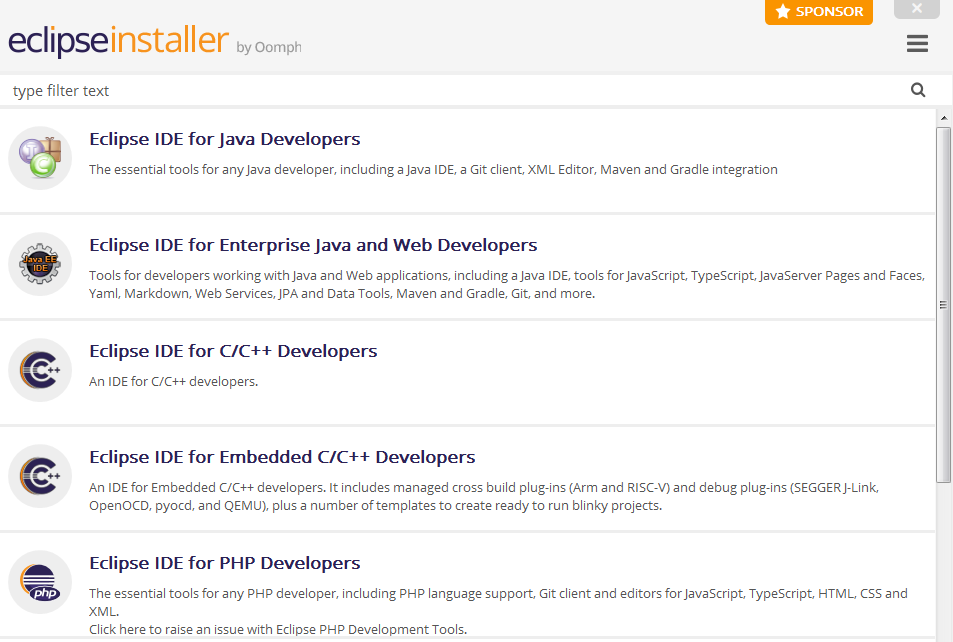 SPONSOR
eclipseinstaller by Oomph
type filter text
Eclipse IDE for Java Developers
The essential tools for any Java developer, including a Java IDE, a Git client, XML Editor, Maven and Gradle integration
Java EE
IDE
Eclipse IDE for Enterprise Java and Web Developers
Tools for developers working with Java and Web applications, including a Java IDE, tools for JavaScript, TypeScript, JavaServer Pages and Faces,
Yaml, Markdown, Web Services, JPA and Data Tools, Maven and Gradle, Git, and more.
C++
Eclipse IDE for C/C++ Developers
An IDE for C/C++ developers.
C++
Eclipse IDE for Embedded C/C++ Developers
An IDE for Embedded C/C++ developers. It includes managed cross build plug-ins (Arm and RISC-V) and debug plug-ins (SEGGER J-Link,
OpenOCD, pyocd, and QEMU), plus a number of templates to create ready to run blinky projects.
php
Eclipse IDE for PHP Developers
The essential tools for any PHP developer, including PHP language support, Git client and editors for JavaScript, TypeScript, HTML, CSS and
XML.
Click here to raise an issue with Eclipse PHP Development Tools.